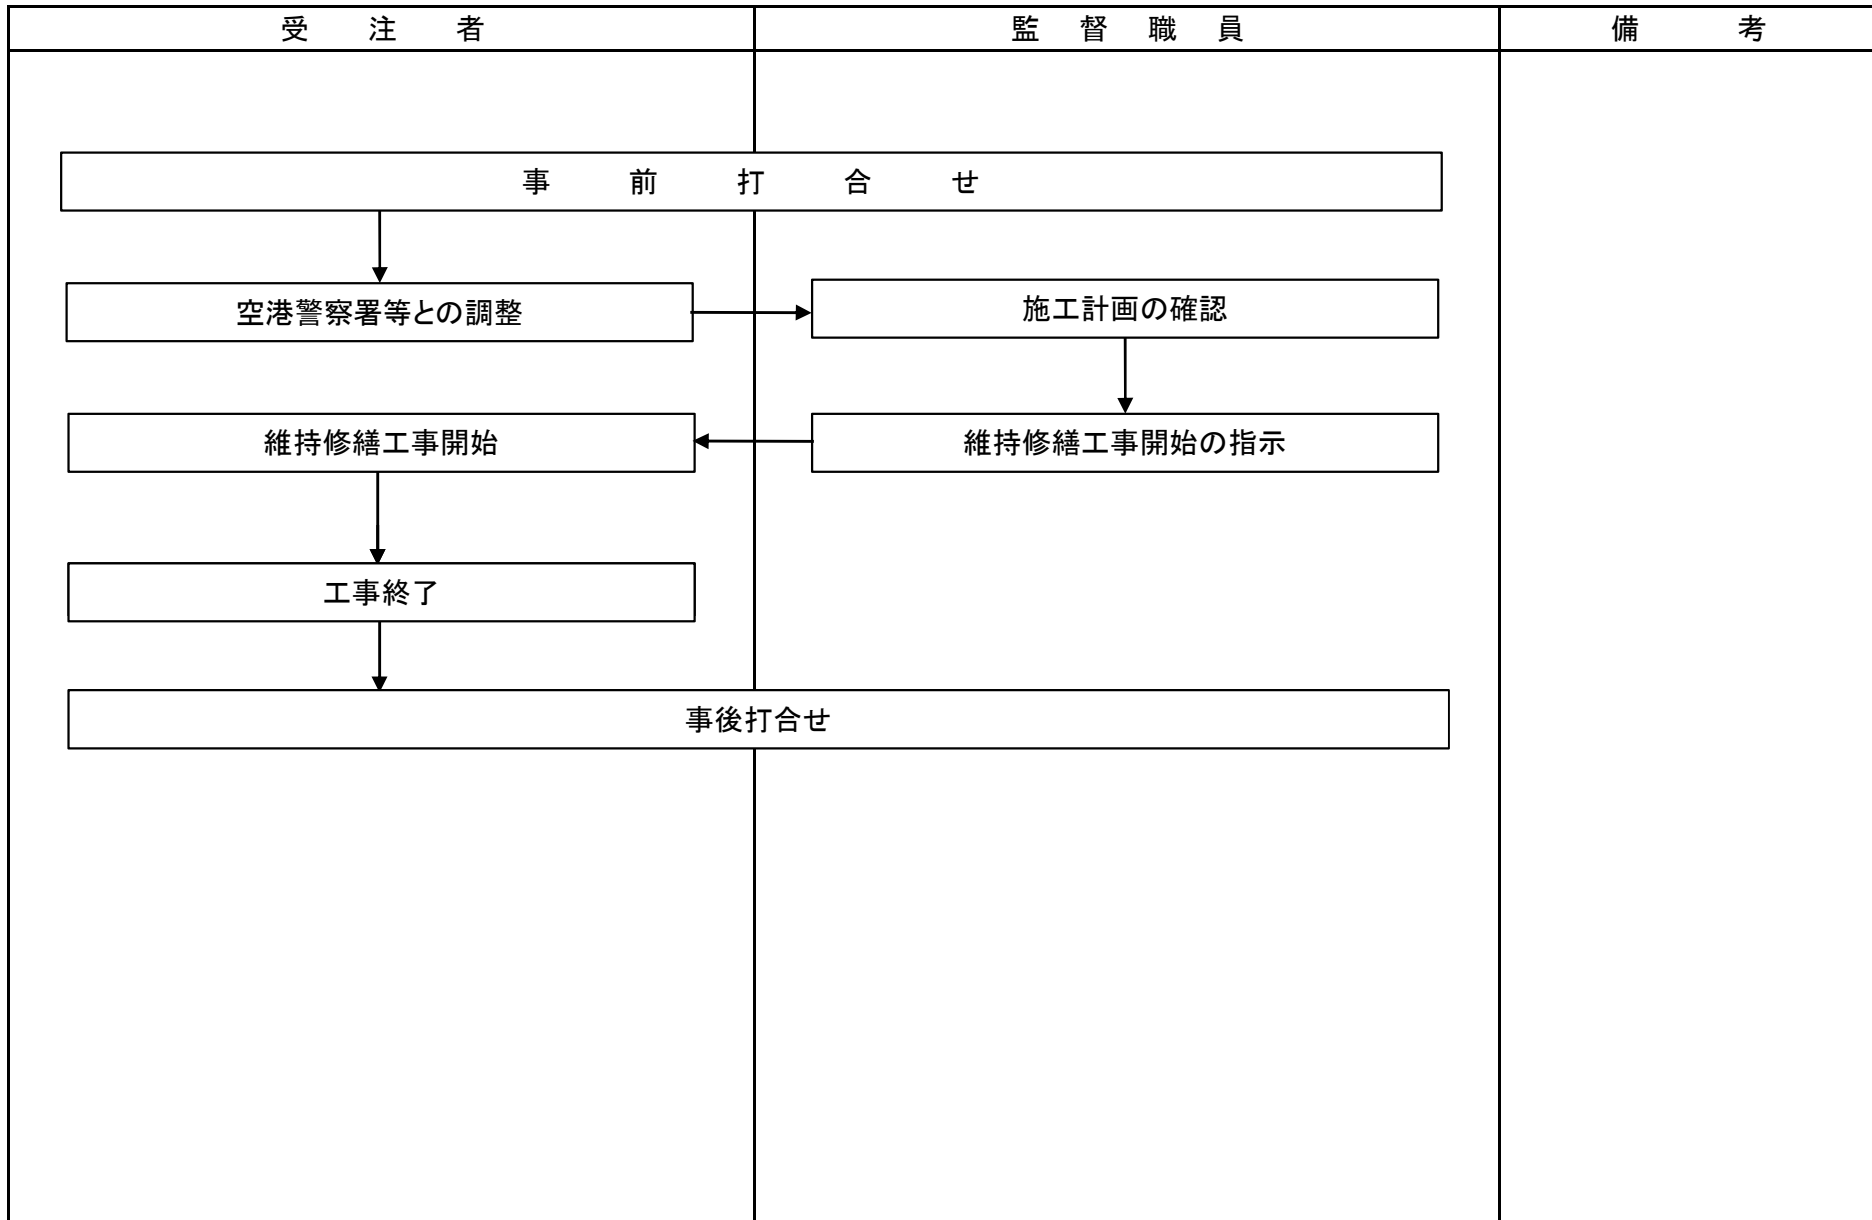 受注者 監督職員 備考
事前打合せ
空港警察署等との調整
施工計画の確認
維持修繕工事開始
維持修繕工事開始の指示
工事終了
事後打合せ